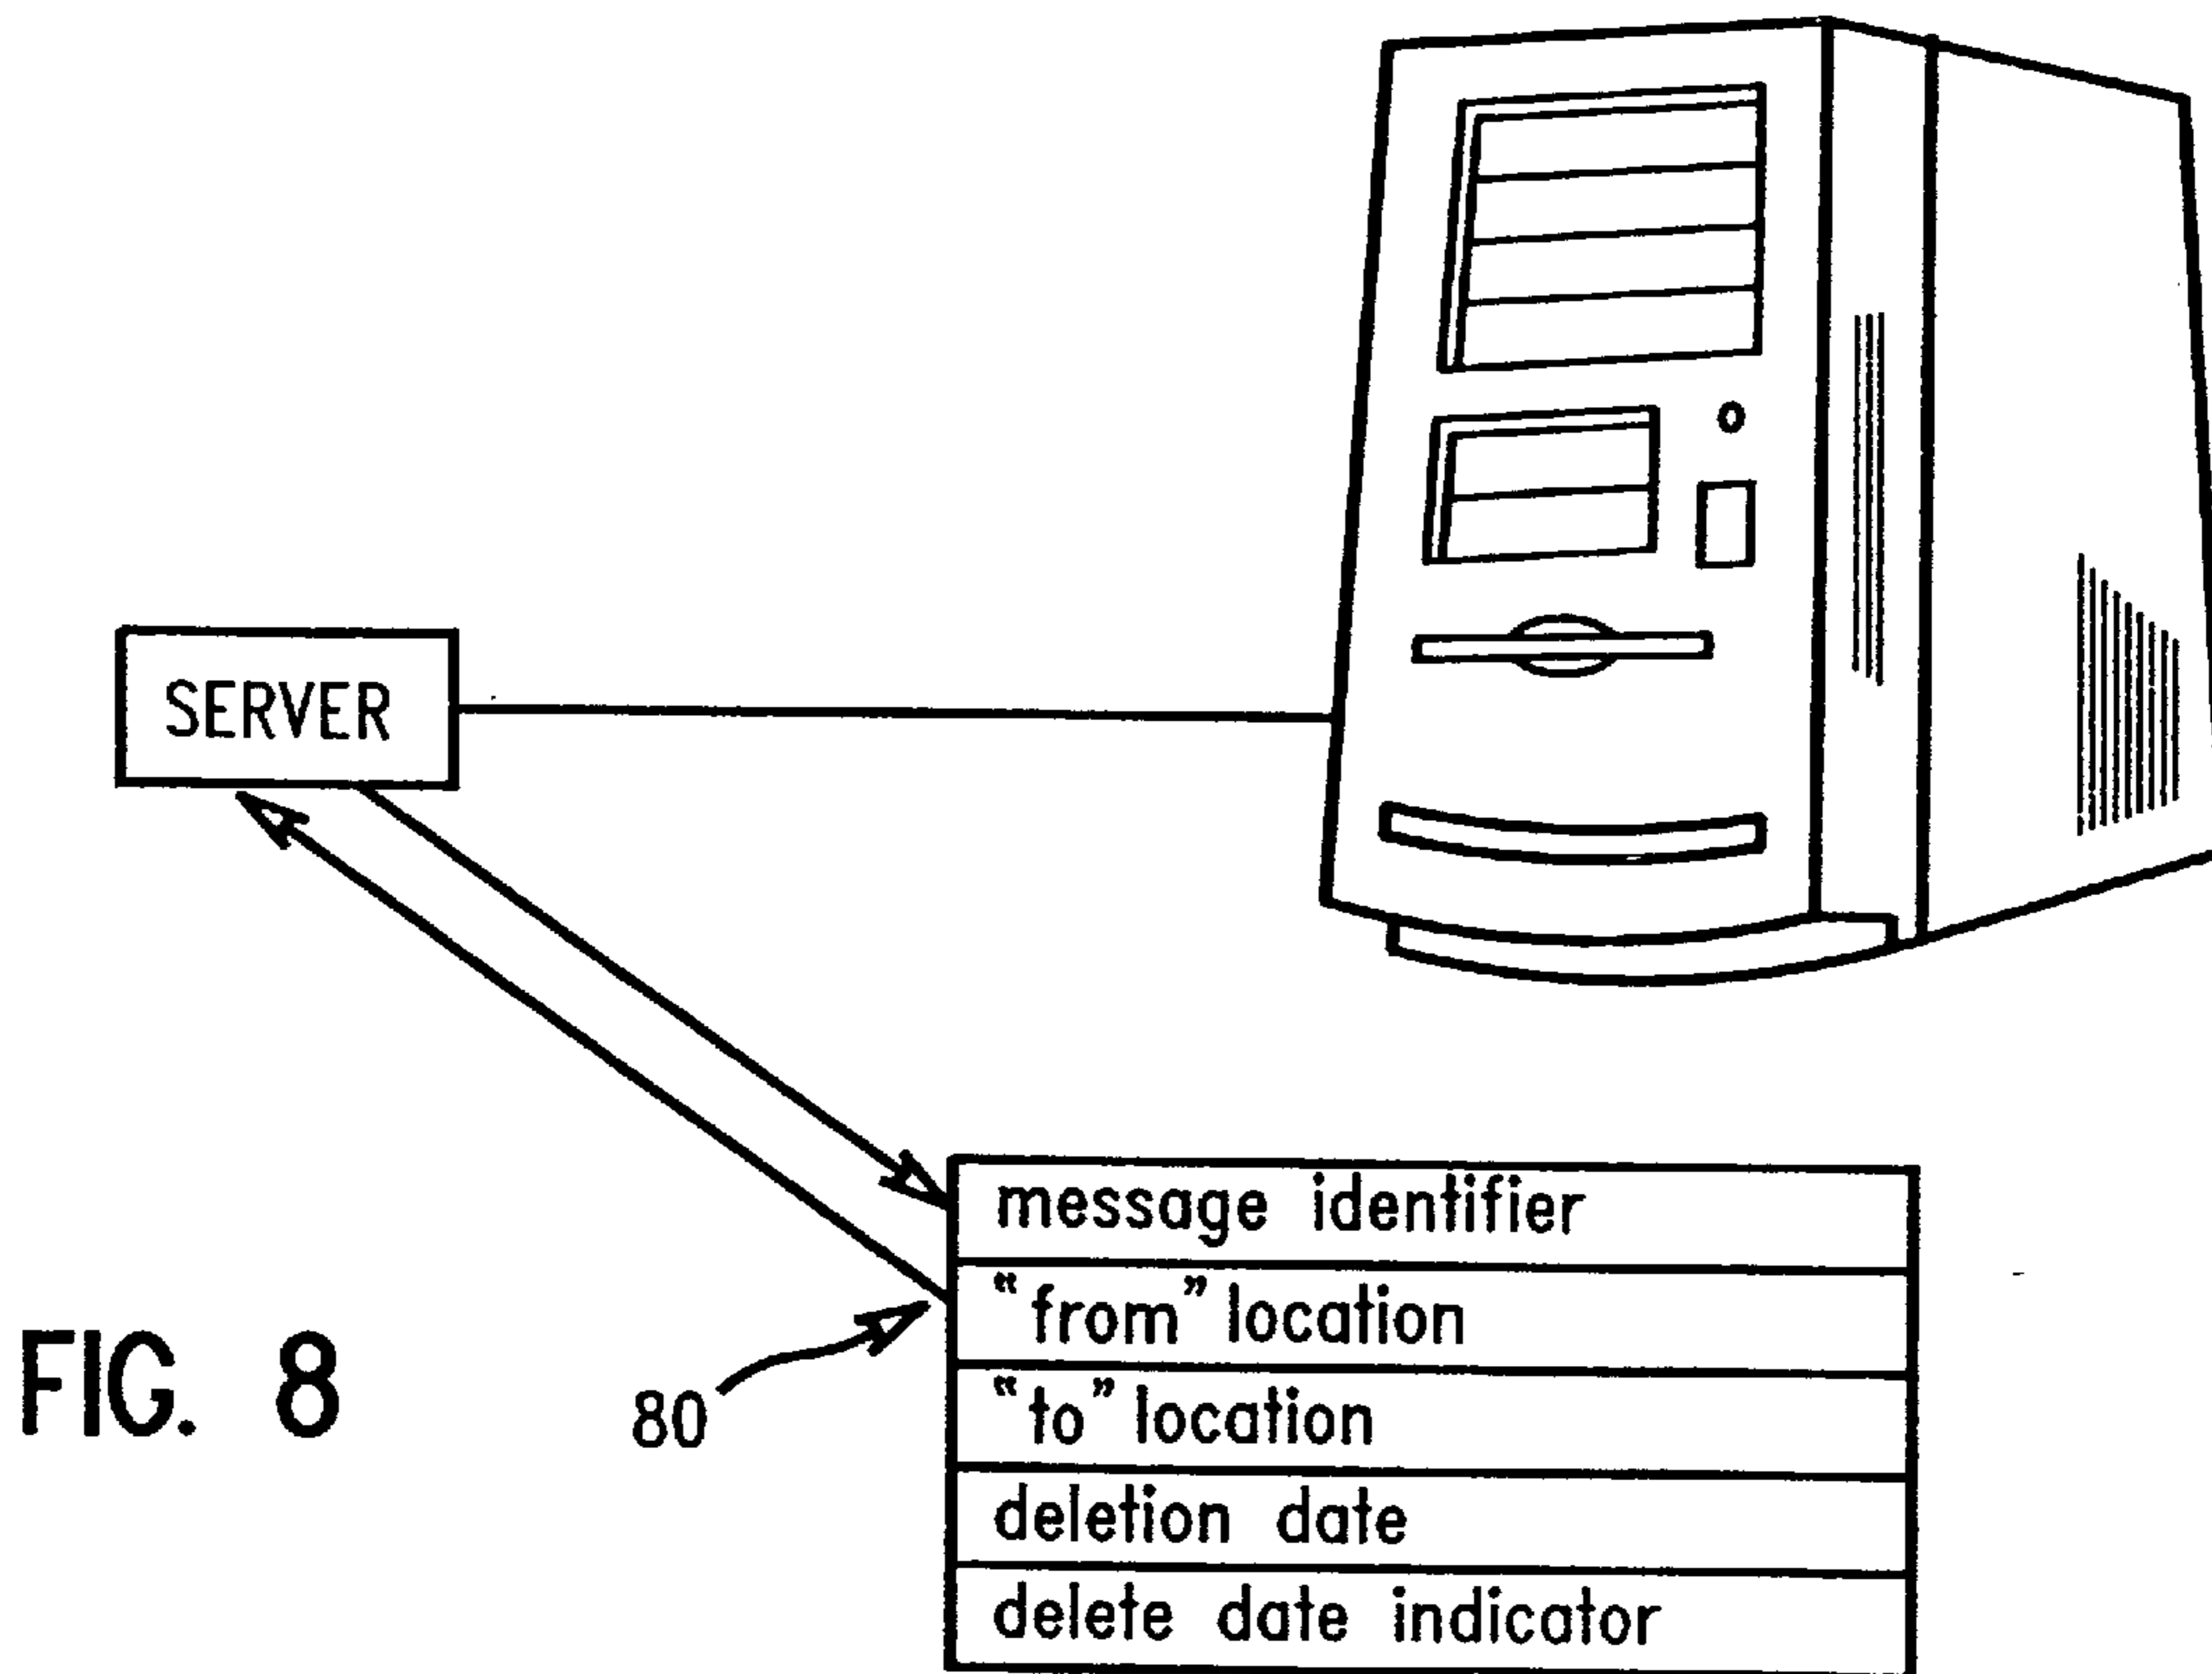 SERVER
message identifier
“from” location
“to” location
deletion date
delete date indicator
80
FIG. 8